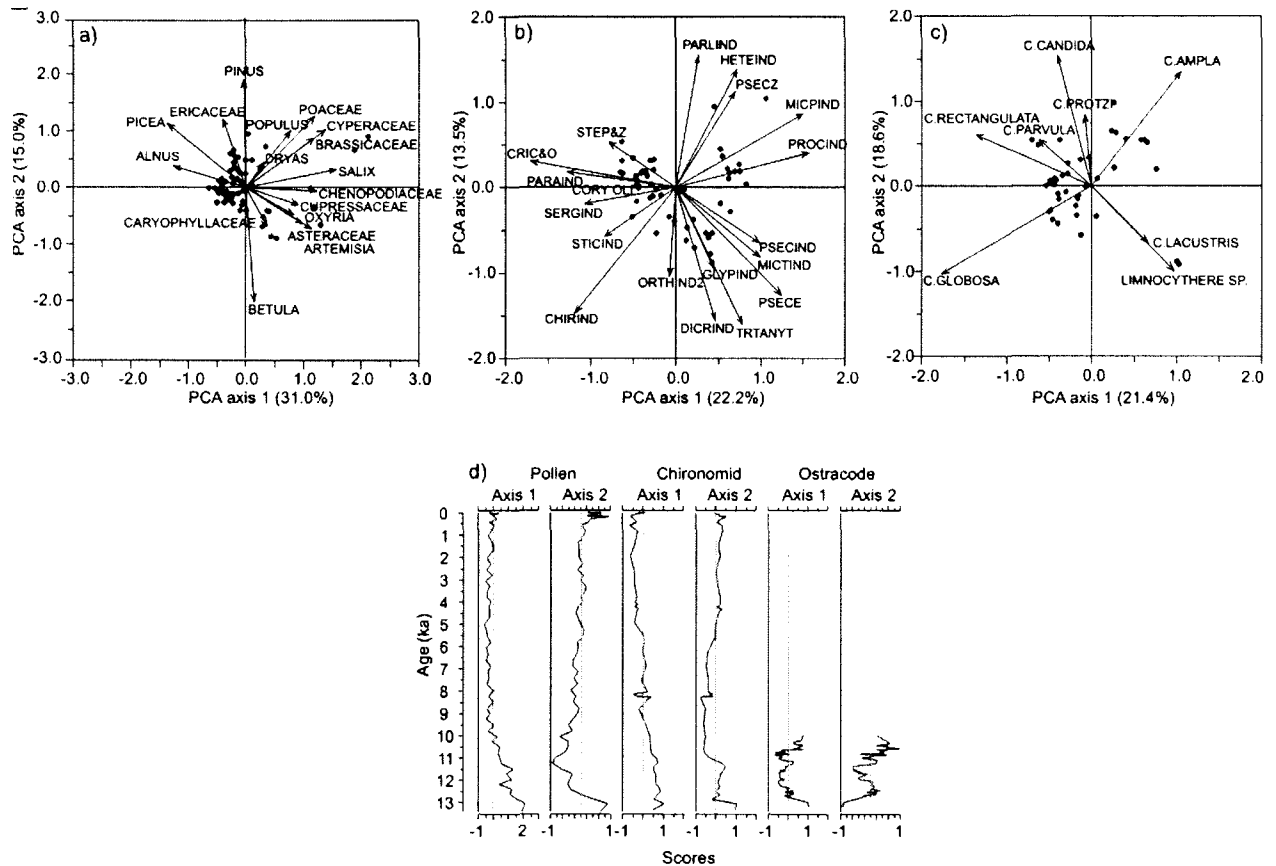 a)
3.0
2.0
1.0
0.0
-1.0
-2.0
-3.0
PCA axis 2 (15.0%)
PINUS
ERICACEAE
POACEAE
PICEA
POPULUS
CYPERACEAE
BRASSICACEAE
DRYAS
ALNUS
SALIX
CHENOPODIACEAE
CUPRESSACEAE
CARYOPHYLLACEAE
OXYRIA
ASTERACEAE
ARTEMISIA
BETULA
-3.0 -2.0 -1.0 0.0 1.0 2.0 3.0
PCA axis 1 (31.0%)
b)
2.0
1.0
0.0
-1.0
-2.0
PCA axis 2 (13.5%)
PARLIND
HETEIND
PSECZ
MICPIND
STEP&Z
CRIC&O
PROCIND
PARAIND
CORY OLI
SERGIND
STICIND
PSECIND
MICTIND
ORTHIND2
GLYPIND
PSECE
CHIRIND
DICRIND
TRTANYT
-2.0 -1.0 0.0 1.0 2.0
PCA axis 1 (22.2%)
c)
2.0
1.0
0.0
-1.0
-2.0
PCA axis 2 (18.6%)
C.CANDIDA
C.AMPLA
C.PROTZI
C.RECTANGULATA
C.PARVULA
C.LACUSTRIS
C.GLOBOSA
LIMNOCYTHERE SP.
-2.0 -1.0 0.0 1.0 2.0
PCA axis 1 (21.4%)
d)
Pollen Chironomid Ostracode
Axis 1 Axis 2 Axis 1 Axis 2 Axis 1 Axis 2
Age (ka)
0
1
2
3
4
5
6
7
8
9
10
11
12
13
-1 2 -1 1 -1 1 -1 1 -1 1 -1 1
Scores